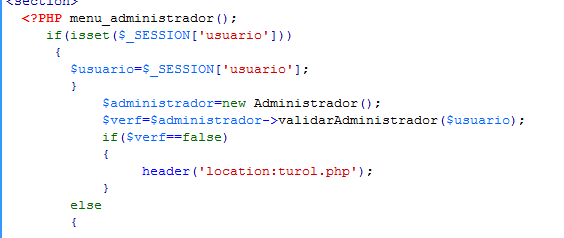 <section>
<?PHP menu_administrador();
if(isset($_SESSION['usuario']))
{
$usuario=$_SESSION['usuario'];
}
$administrador=new Administrador();
$verf=$administrador->validarAdministrador($usuario);
if($verf==false)
{
header('location:turol.php');
}
else
{